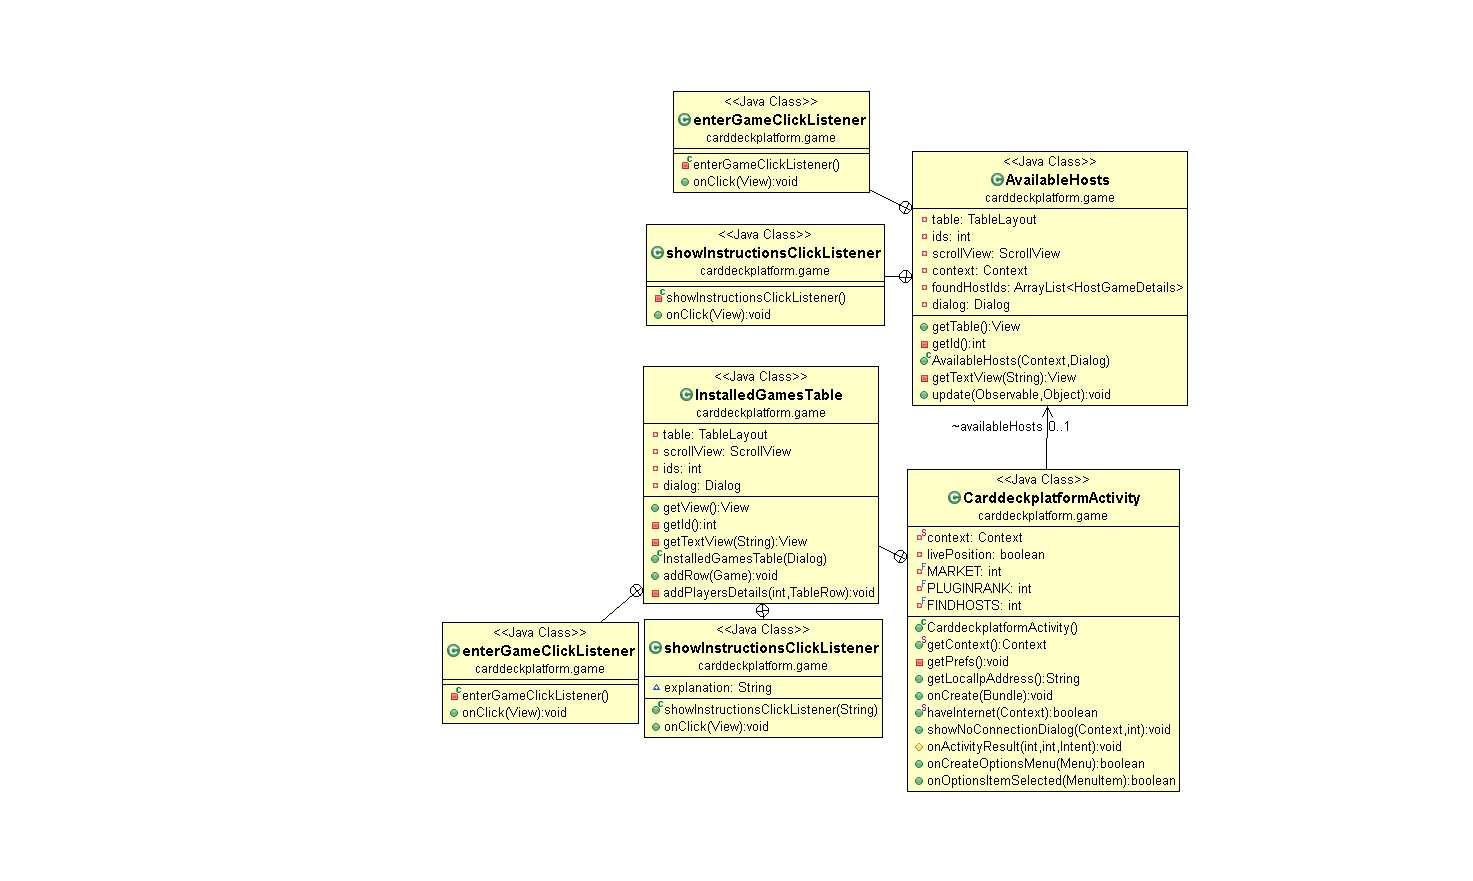 <<Java Class>>
enterGameClickListener
carddeckplatform.game
enterGameClickListener()
onClick(View):void
<<Java Class>>
AvailableHosts
carddeckplatform.game
table: TableLayout
ids: int
scrollView: ScrollView
context: Context
foundHostIds: ArrayList<HostGameDetails>
dialog: Dialog
getTable():View
getId():int
AvailableHosts(Context,Dialog)
getTextView(String):View
update(Observable,Object):void
<<Java Class>>
showInstructionsClickListener
carddeckplatform.game
showInstructionsClickListener()
onClick(View):void
~availableHosts 0..1
<<Java Class>>
InstalledGamesTable
carddeckplatform.game
table: TableLayout
scrollView: ScrollView
ids: int
dialog: Dialog
getView():View
getId():int
getTextView(String):View
InstalledGamesTable(Dialog)
addRow(Game):void
addPlayersDetails(int,TableRow):void
<<Java Class>>
CarddeckplatformActivity
carddeckplatform.game
context: Context
livePosition: boolean
MARKET: int
PLUGINRANK: int
FINDHOSTS: int
CarddeckplatformActivity()
getContext():Context
getPrefs():void
getLocalIpAddress():String
onCreate(Bundle):void
haveInternet(Context):boolean
showNoConnectionDialog(Context,int):void
onActivityResult(int,int,Intent):void
onCreateOptionsMenu(Menu):boolean
onOptionsItemSelected(MenuItem):boolean
<<Java Class>>
enterGameClickListener
carddeckplatform.game
enterGameClickListener()
onClick(View):void
<<Java Class>>
showInstructionsClickListener
carddeckplatform.game
explanation: String
showInstructionsClickListener(String)
onClick(View):void